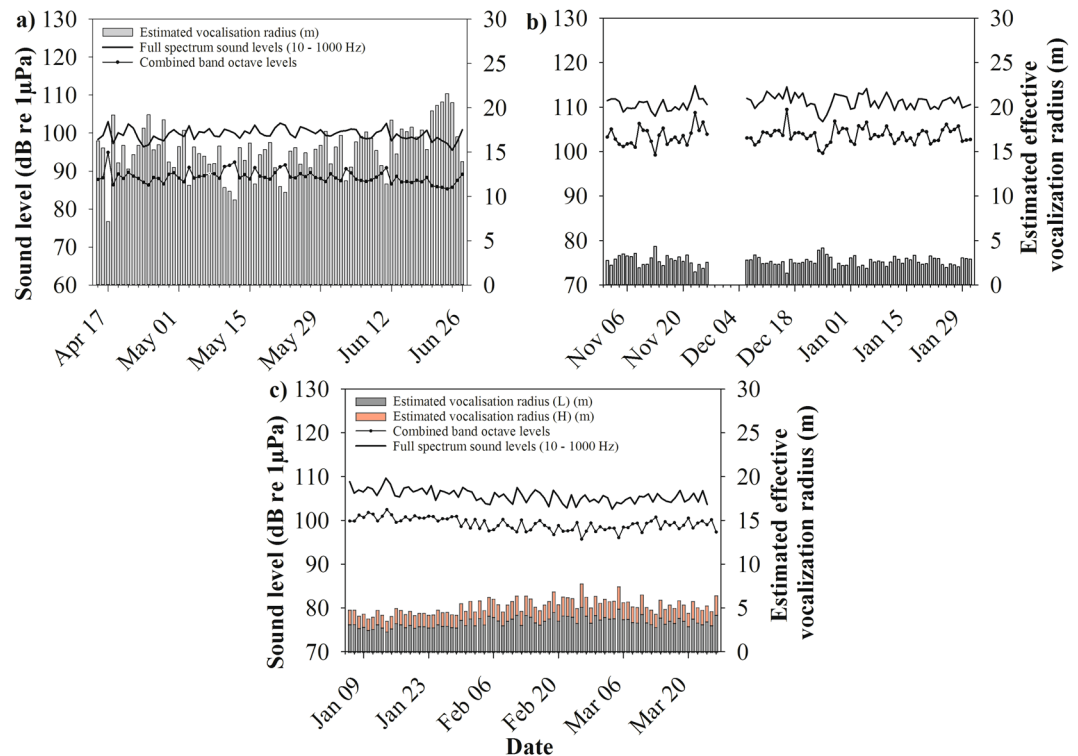 a)
130
120
110
100
90
80
70
60
30
25
20
15
10
5
0
Estimated vocalisation radius (m)
Full spectrum sound levels (10 - 1000 Hz)
Combined band octave levels
Sound level (dB re 1µPa)
Apr 17
May 01
May 15
May 29
Jun 12
Jun 26
b)
130
120
110
100
90
80
70
30
25
20
15
10
5
0
Estimated effective
vocalization radius (m)
Nov 06
Nov 20
Dec 04
Dec 18
Jan 01
Jan 15
Jan 29
c)
130
120
110
100
90
80
70
30
25
20
15
10
5
0
Estimated vocalisation radius (L) (m)
Estimated vocalisation radius (H) (m)
Combined band octave levels
Full spectrum sound levels (10 - 1000 Hz)
Sound level (dB re 1µPa)
Estimated effective
vocalization radius (m)
Jan 09
Jan 23
Feb 06
Feb 20
Mar 06
Mar 20
Date